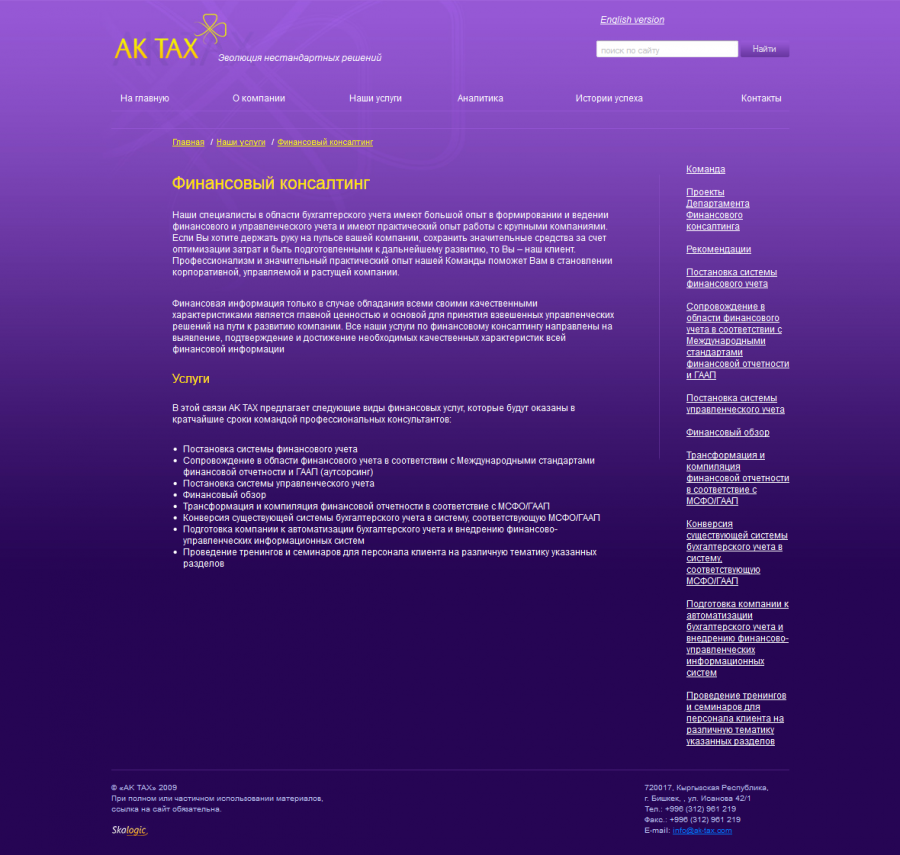 English version
AK TAX
Эволюция нестандартных решений
поиск по сайту
Найти
На главную
О компании
Наши услуги
Аналитика
Истории успеха
Контакты
Главная / Наши услуги / Финансовый консалтинг
Финансовый консалтинг
Наши специалисты в области бухгалтерского учета имеют большой опыт в формировании и ведении
финансового и управленческого учета и имеют практический опыт работы с крупными компаниями.
Если Вы хотите держать руку на пульсе вашей компании, сохранить значительные средства за счет
оптимизации затрат и быть подготовленными к дальнейшему развитию, то Вы – наш клиент.
Профессионализм и значительный практический опыт нашей Команды поможет Вам в становлении
корпоративной, управляемой и растущей компании.
Финансовая информация только в случае обладания всеми своими качественными
характеристиками является главной ценностью и основой для принятия взвешенных управленческих
решений на пути к развитию компании. Все наши услуги по финансовому консалтингу направлены на
выявление, подтверждение и достижение необходимых качественных характеристик всей
финансовой информации
Услуги
В этой связи AK TAX предлагает следующие виды финансовых услуг, которые будут оказаны в
кратчайшие сроки командой профессиональных консультантов:
• Постановка системы финансового учета
• Сопровождение в области финансового учета в соответствии с Международными стандартами
финансовой отчетности и ГААП (аутсорсинг)
• Постановка системы управленческого учета
• Финансовый обзор
• Трансформация и компиляция финансовой отчетности в соответствие с МСФО/ГААП
• Конверсия существующей системы бухгалтерского учета в систему, соответствующую МСФО/ГААП
• Подготовка компании к автоматизации бухгалтерского учета и внедрению финансово-
управленческих информационных систем
• Проведение тренингов и семинаров для персонала клиента на различную тематику указанных
разделов
Команда
Проекты
Департамента
Финансового
консалтинга
Рекомендации
Постановка системы
финансового учета
Сопровождение в
области финансового
учета в соответствии с
Международными
стандартами
финансовой отчетности
и ГААП
Постановка системы
управленческого учета
Финансовый обзор
Трансформация и
компиляция
финансовой отчетности
в соответствие с
МСФО/ГААП
Конверсия
существующей системы
бухгалтерского учета в
систему,
соответствующую
МСФО/ГААП
Подготовка компании к
автоматизации
бухгалтерского учета и
внедрению финансово-
управленческих
информационных
систем
Проведение тренингов
и семинаров для
персонала клиента на
различную тематику
указанных разделов
© «AK TAX» 2009
При полном или частичном использовании материалов,
ссылка на сайт обязательна.
Skalogic.
720017, Кыргызская Республика,
г. Бишкек, , ул. Исанова 42/1
Тел.: +996 (312) 961 219
Факс.: +996 (312) 961 219
E-mail: info@ak-tax.com